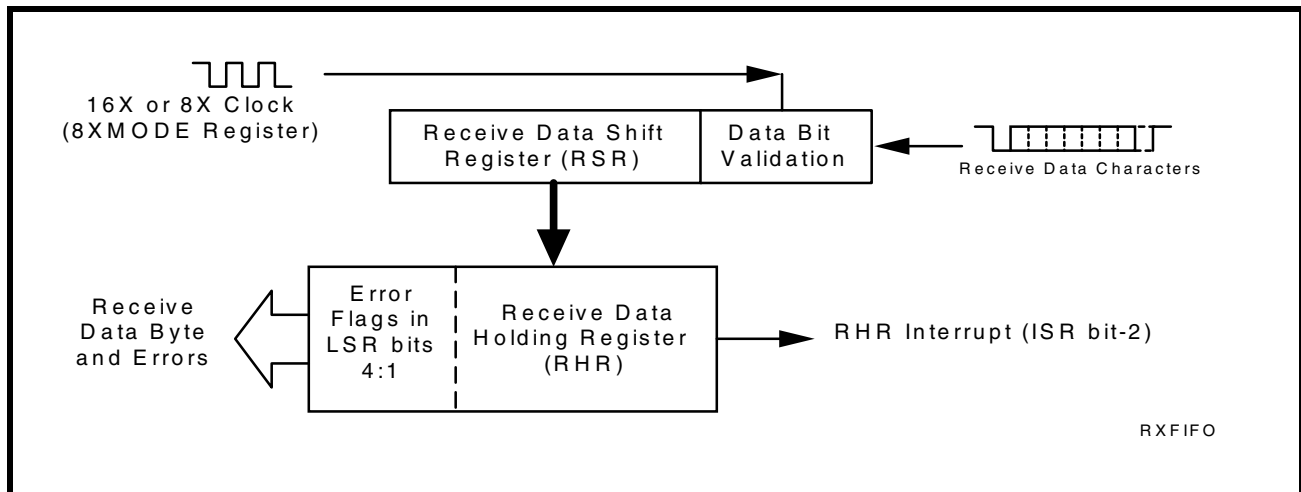 16X or 8X Clock
(8XMODE Register)
Receive Data Shift
Register (RSR)
Data Bit
Validation
Receive Data Characters
Receive
Data Byte
and Errors
Error
Flags in
LSR bits
4:1
Receive Data
Holding Register
(RHR)
RHR Interrupt (ISR bit-2)
RXFIFO